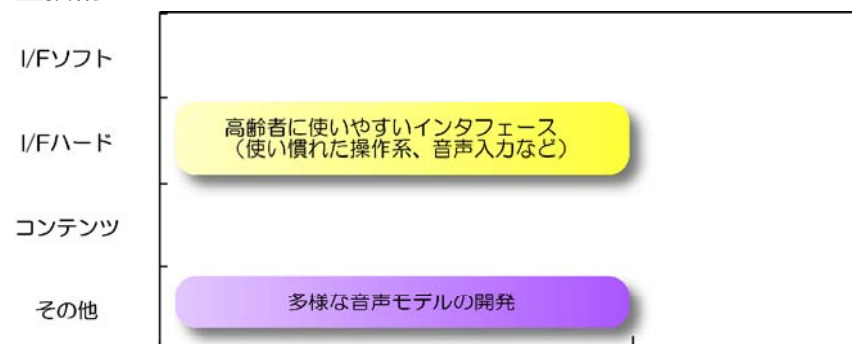 I/Fソフト
I/Fハード
高齢者に使いやすいインタフェース
（使い慣れた操作系、音声入力など）
コンテンツ
その他
多様な音声モデルの開発